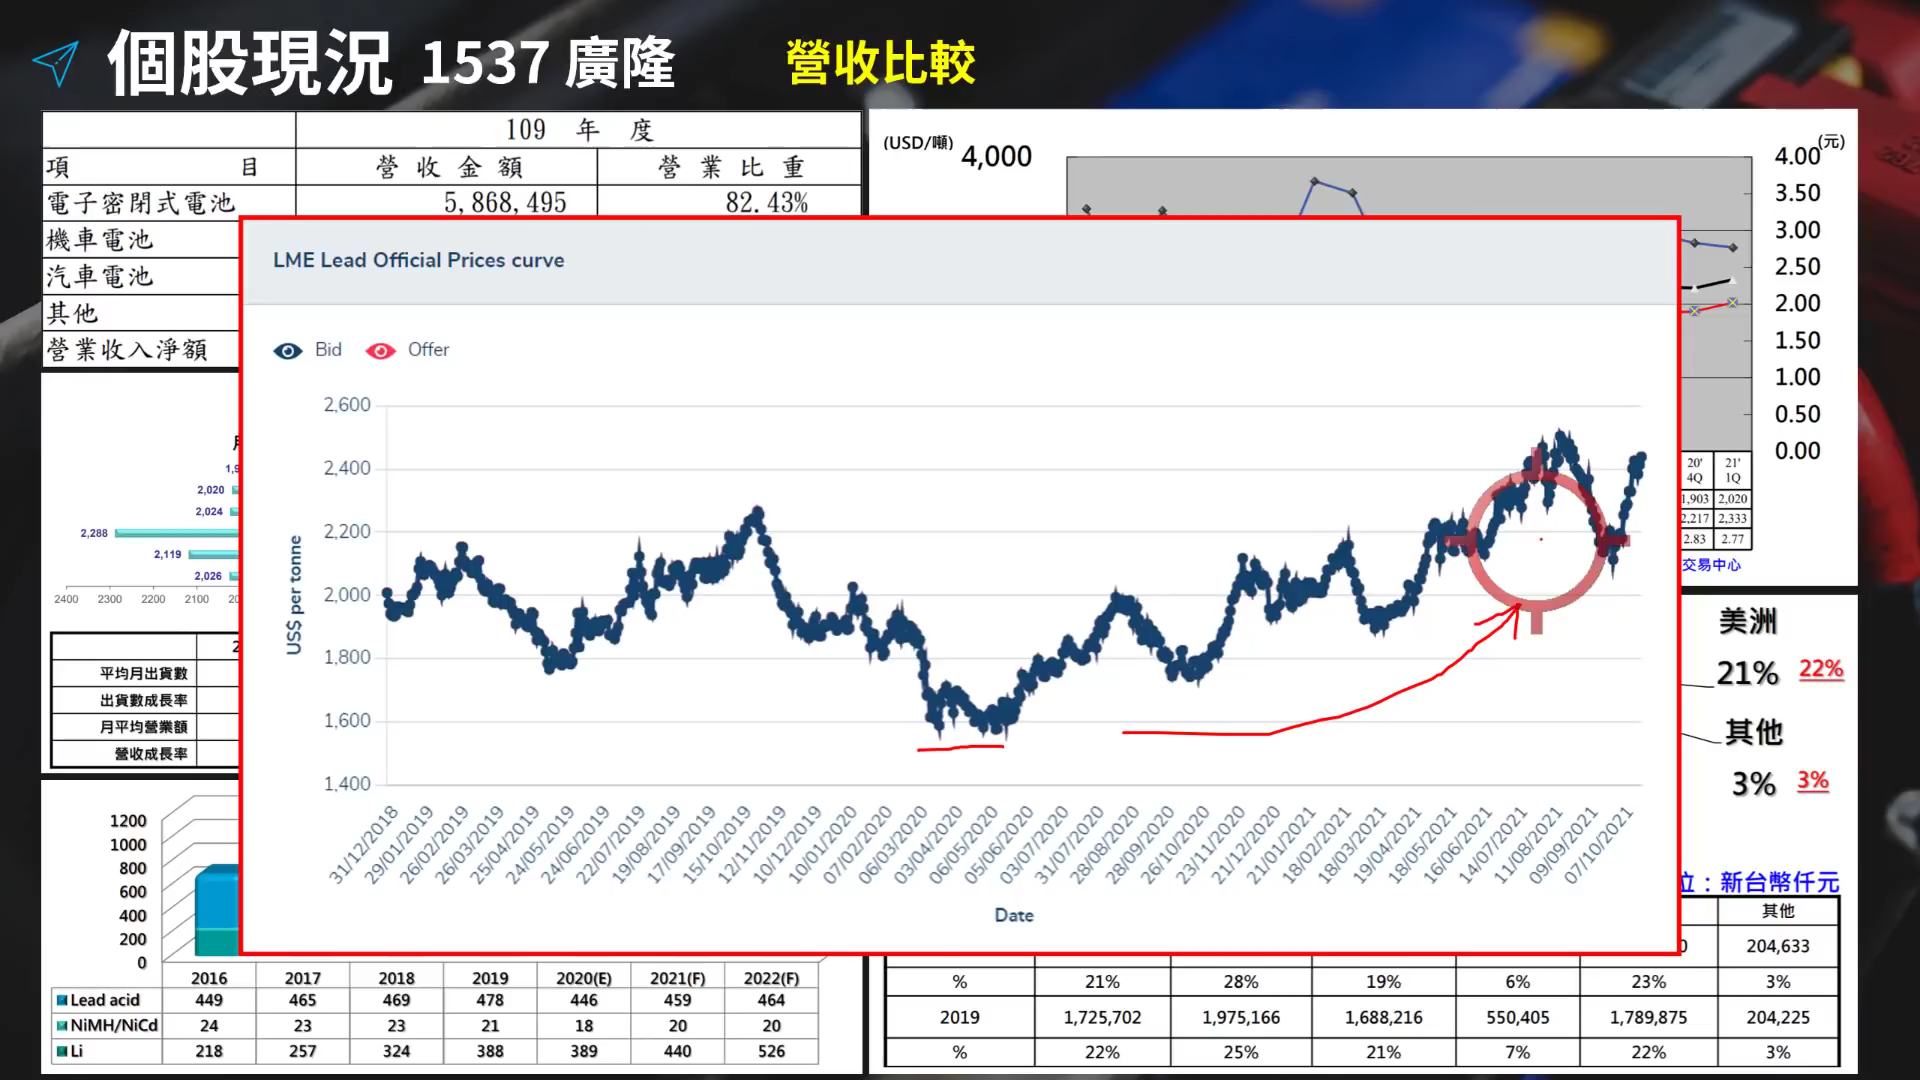 個股現況 1537 廣隆 營收比較
109 年 度
項 目 營 收 金 額 營 業 比 重
電子密閉式電池 5,868,495 82.43%
機車電池
汽車電池
其他
營業收入淨額
(USD/噸) 4,000
4.00 (元)
3.50
3.00
2.50
2.00
1.50
1.00
0.50
0.00
20' 4Q 21' 1Q
1,903 2,020
2,217 2,333
2.83 2.77
交易中心
LME Lead Official Prices curve
Bid Offer
2,600
2,400
2,200
2,000
1,800
1,600
1,400
US$ per tonne
31/12/2018 29/01/2019 26/02/2019 26/03/2019 25/04/2019 24/05/2019 24/06/2019 22/07/2019 19/08/2019 17/09/2019 15/10/2019 12/11/2019 10/12/2019 10/01/2020 07/02/2020 06/03/2020 03/04/2020 06/05/2020 05/06/2020 03/07/2020 31/07/2020 28/08/2020 28/09/2020 26/10/2020 23/11/2020 21/12/2020 21/01/2021 18/02/2021 18/03/2021 19/04/2021 18/05/2021 16/06/2021 14/07/2021 11/08/2021 09/09/2021 07/10/2021
Date
2,020
2,024
2,288
2,119
2,026
2400 2300 2200 2100
平均月出貨數
出貨數成長率
月平均營業額
營收成長率
美洲
21% 22%
其他
3% 3%
1200
1000
800
600
400
200
0
2016 2017 2018 2019 2020(E) 2021(F) 2022(F)
Lead acid 449 465 469 478 446 459 464
NiMH/NiCd 24 23 23 21 18 20 20
Li 218 257 324 388 389 440 526
位：新台幣仟元
其他
204,633
% 21% 28% 19% 6% 23% 3%
2019 1,725,702 1,975,166 1,688,216 550,405 1,789,875 204,225
% 22% 25% 21% 7% 22% 3%